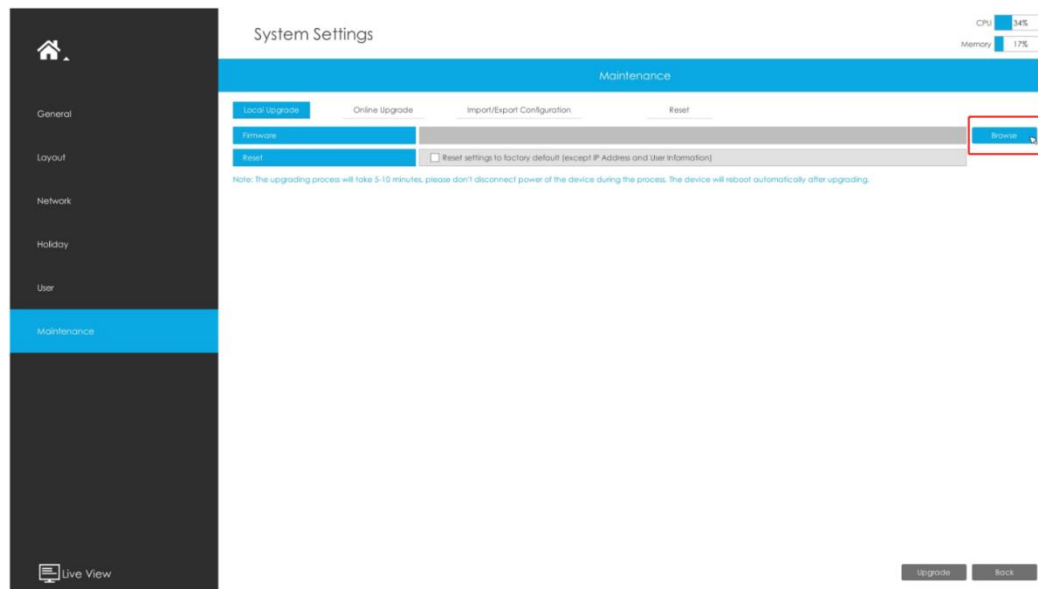 System Settings
CPU 34%
Memory 17%
Maintenance
General
Layout
Network
Holiday
User
Maintenance
Live View
Local Upgrade Online Upgrade Import/Export Configuration Reset
Firmware Browse
Reset Reset settings to factory default (except IP Address and User Information)
Note: The upgrading process will take 5-10 minutes, please don't disconnect power of the device during the process. The device will reboot automatically after upgrading.
Upgrade Back